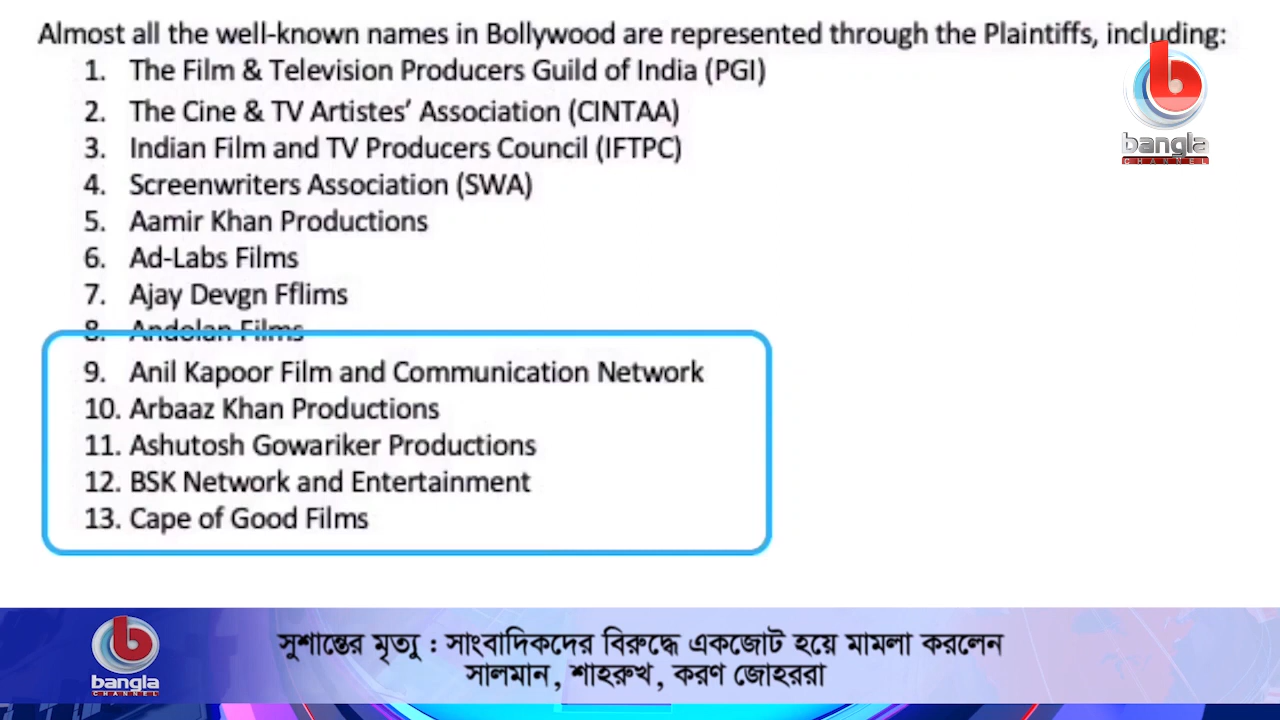 Almost all the well-known names in Bollywood are represented through the Plaintiffs, including:
1. The Film & Television Producers Guild of India (PGI)
2. The Cine & TV Artistes’ Association (CINTAA)
3. Indian Film and TV Producers Council (IFTPC)
4. Screenwriters Association (SWA)
5. Aamir Khan Productions
6. Ad-Labs Films
7. Ajay Devgn Fflims
8. Andolan Films
9. Anil Kapoor Film and Communication Network
10. Arbaaz Khan Productions
11. Ashutosh Gowariker Productions
12. BSK Network and Entertainment
13. Cape of Good Films
b
bangla
CHANNEL
b
bangla
CHANNEL
সুশান্তের মৃত্যু : সাংবাদিকদের বিরুদ্ধে একজোট হয়ে মামলা করলেন
সালমান, শাহরুখ, করণ জোহররা